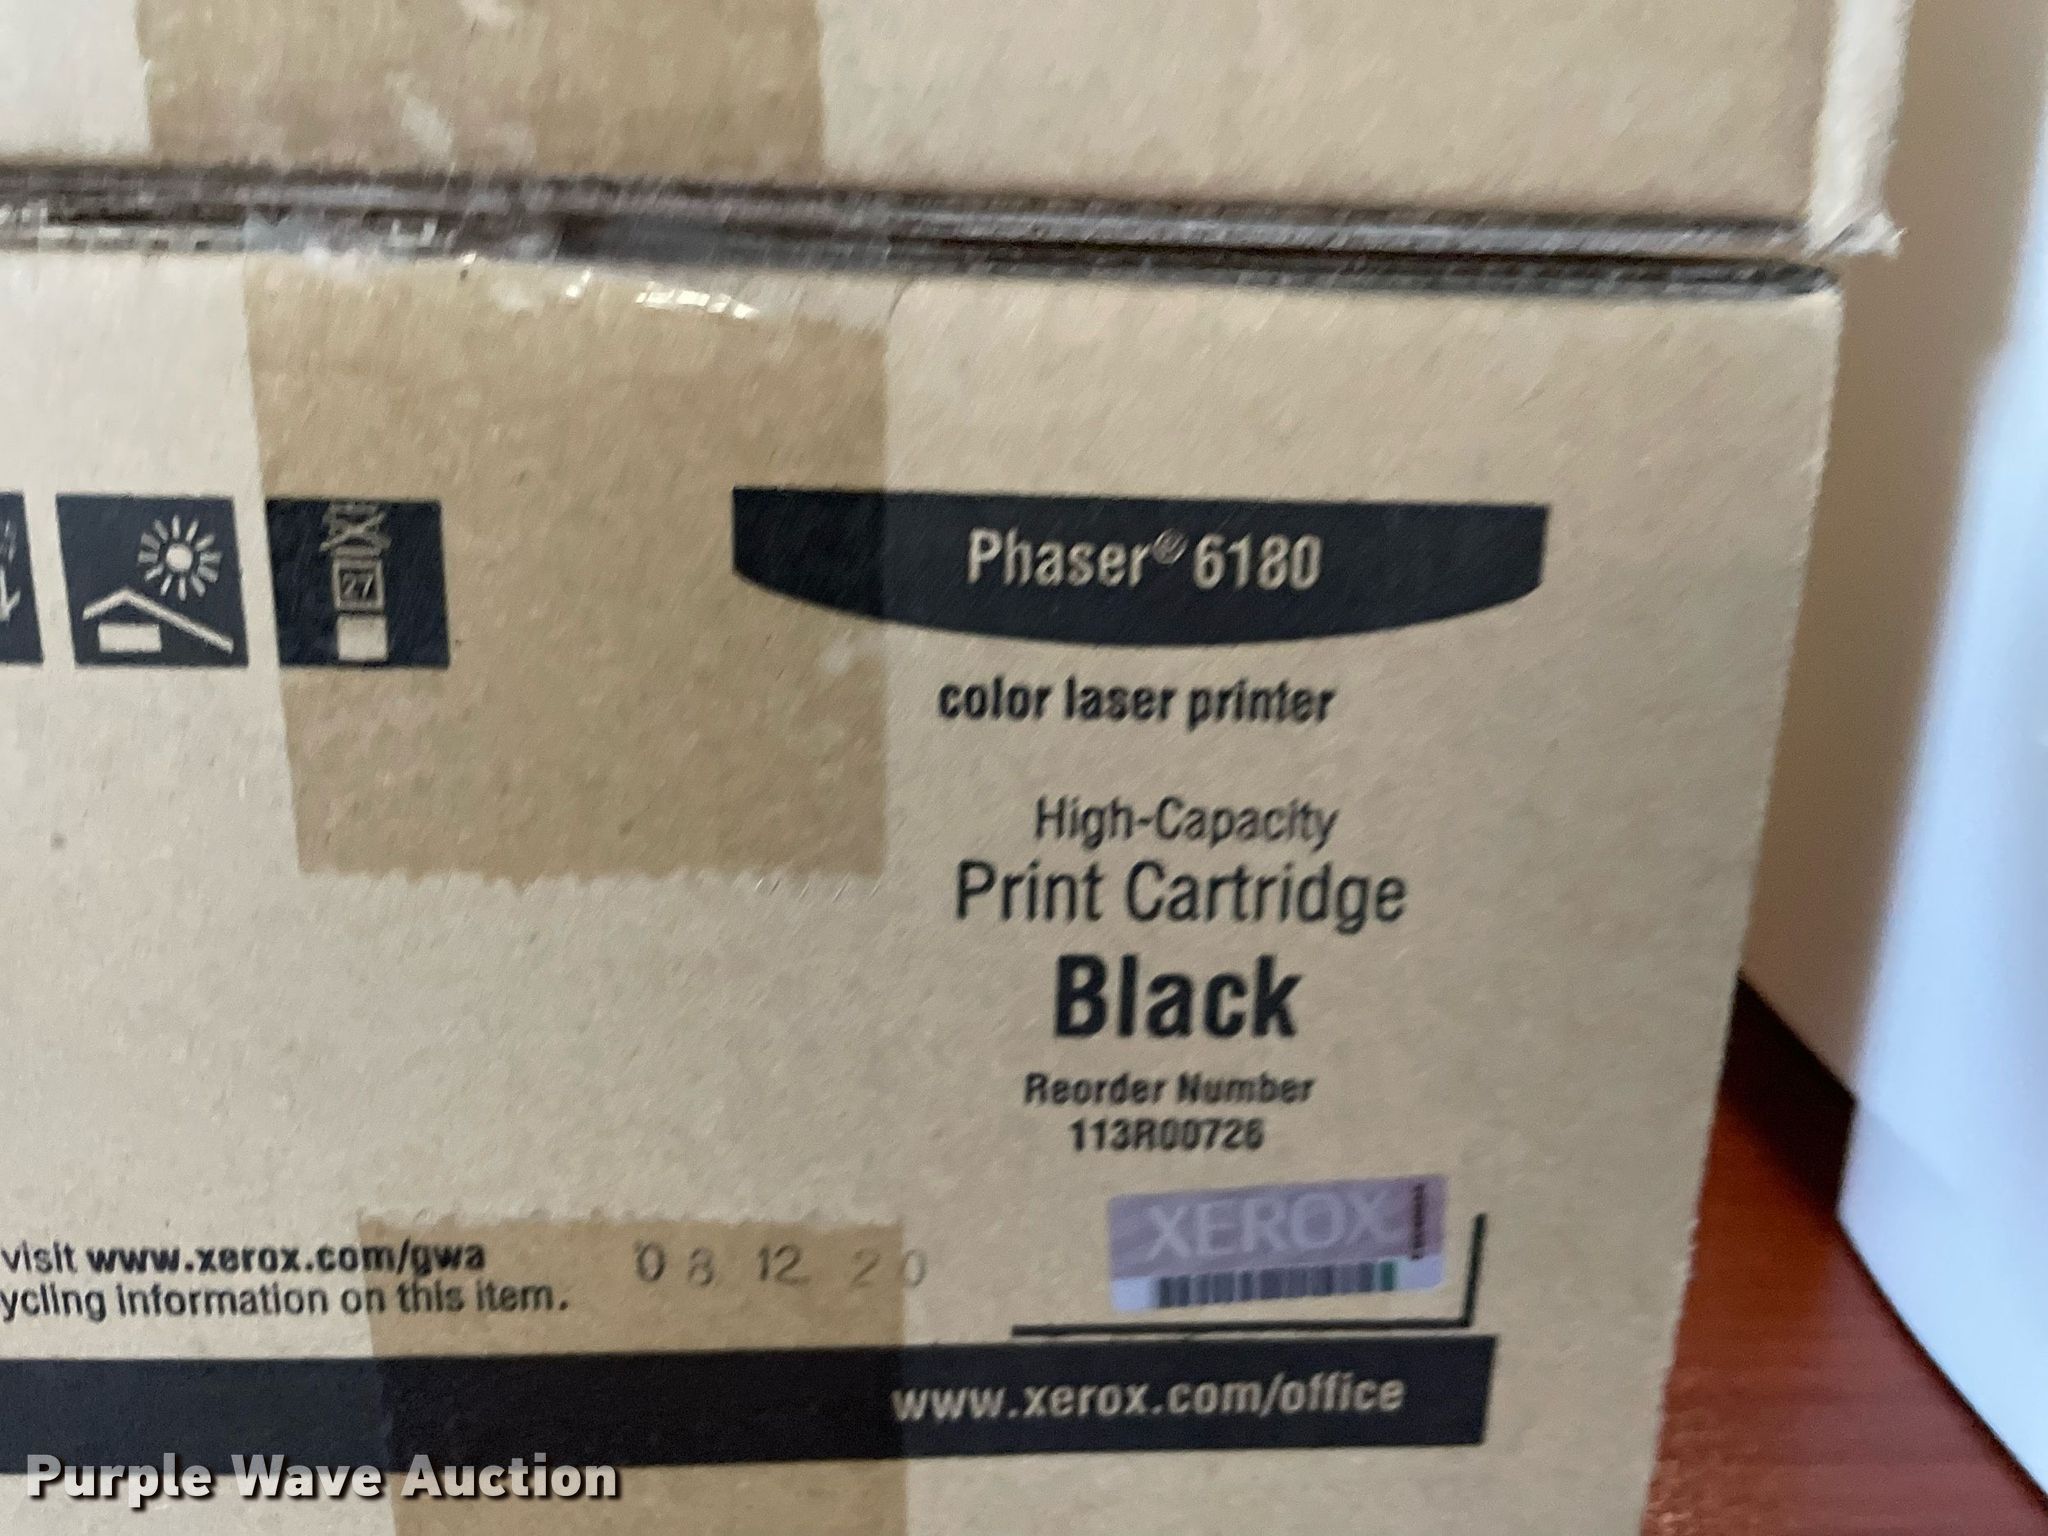 27
Phaser® 6180
color laser printer
High-Capacity
Print Cartridge
Black
Reorder Number
113R00726
XEROX
visit www.xerox.com/gwa
ycling information on this item.
08 12 20
www.xerox.com/office
Purple Wave Auction